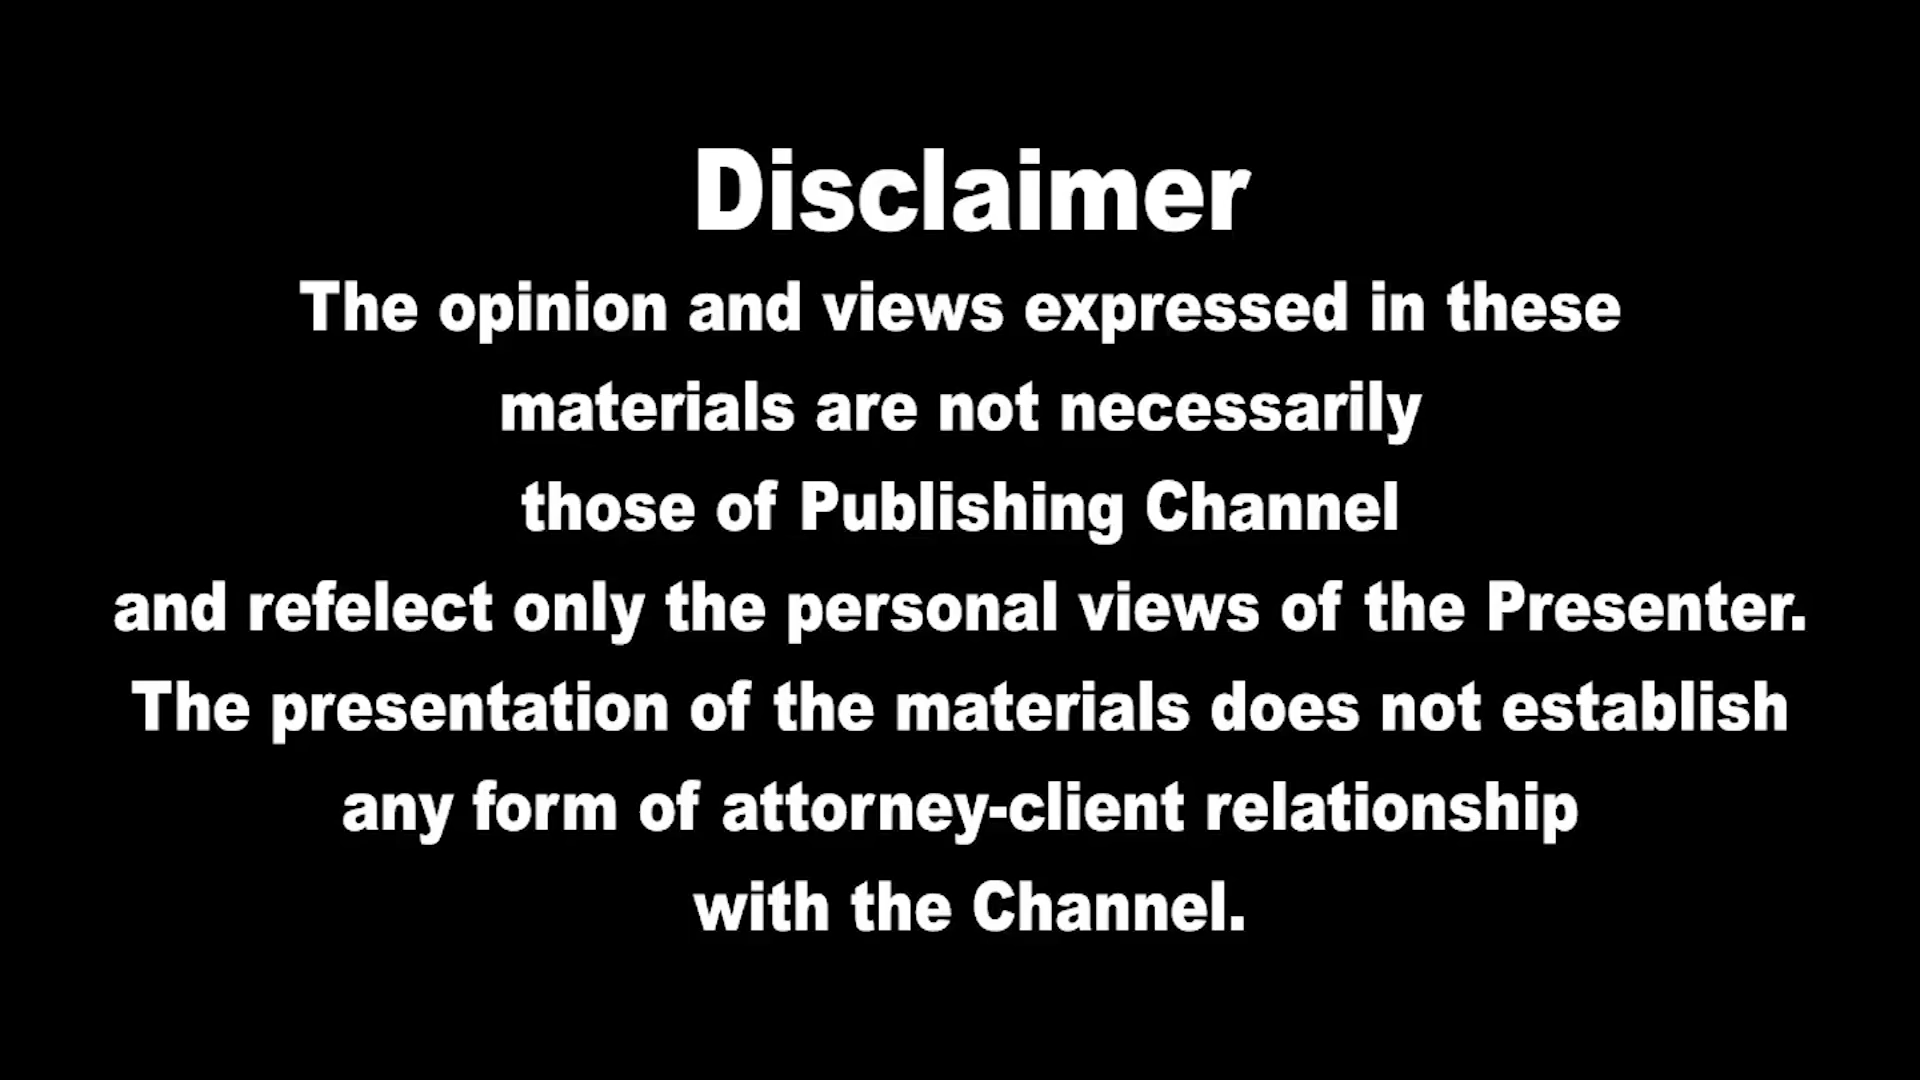 Disclaimer
The opinion and views expressed in these
materials are not necessarily
those of Publishing Channel
and refelect only the personal views of the Presenter.
The presentation of the materials does not establish
any form of attorney-client relationship
with the Channel.